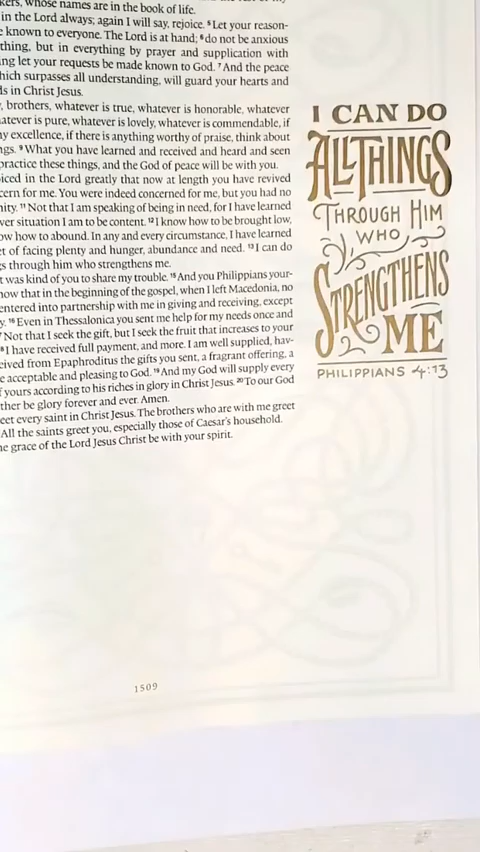 kers, whose names are in the book of life.
in the Lord always; again I will say, rejoice. ⁵Let your reason-
known to everyone. The Lord is at hand; ⁶do not be anxious
thing, but in everything by prayer and supplication with
ng let your requests be made known to God. ⁷And the peace
hich surpasses all understanding, will guard your hearts and
ds in Christ Jesus.
, brothers, whatever is true, whatever is honorable, whatever
atever is pure, whatever is lovely, whatever is commendable, if
ny excellence, if there is anything worthy of praise, think about
ngs. ⁹What you have learned and received and heard and seen
practice these things, and the God of peace will be with you.
iced in the Lord greatly that now at length you have revived
cern for me. You were indeed concerned for me, but you had no
nity. ¹¹Not that I am speaking of being in need, for I have learned
ver situation I am to be content. ¹²I know how to be brought low,
ow how to abound. In any and every circumstance, I have learned
et of facing plenty and hunger, abundance and need. ¹³I can do
s through him who strengthens me.
t was kind of you to share my trouble. ¹⁵And you Philippians your-
now that in the beginning of the gospel, when I left Macedonia, no
entered into partnership with me in giving and receiving, except
y. ¹⁶Even in Thessalonica you sent me help for my needs once and
Not that I seek the gift, but I seek the fruit that increases to your
⁸I have received full payment, and more. I am well supplied, hav-
eived from Epaphroditus the gifts you sent, a fragrant offering, a
e acceptable and pleasing to God. ¹⁹And my God will supply every
f yours according to his riches in glory in Christ Jesus. ²⁰To our God
ther be glory forever and ever. Amen.
eet every saint in Christ Jesus. The brothers who are with me greet
All the saints greet you, especially those of Caesar's household.
he grace of the Lord Jesus Christ be with your spirit.
I CAN DO
ALL THINGS
THROUGH HIM
WHO
STRENGTHENS
ME
PHILIPPIANS 4:13
1509